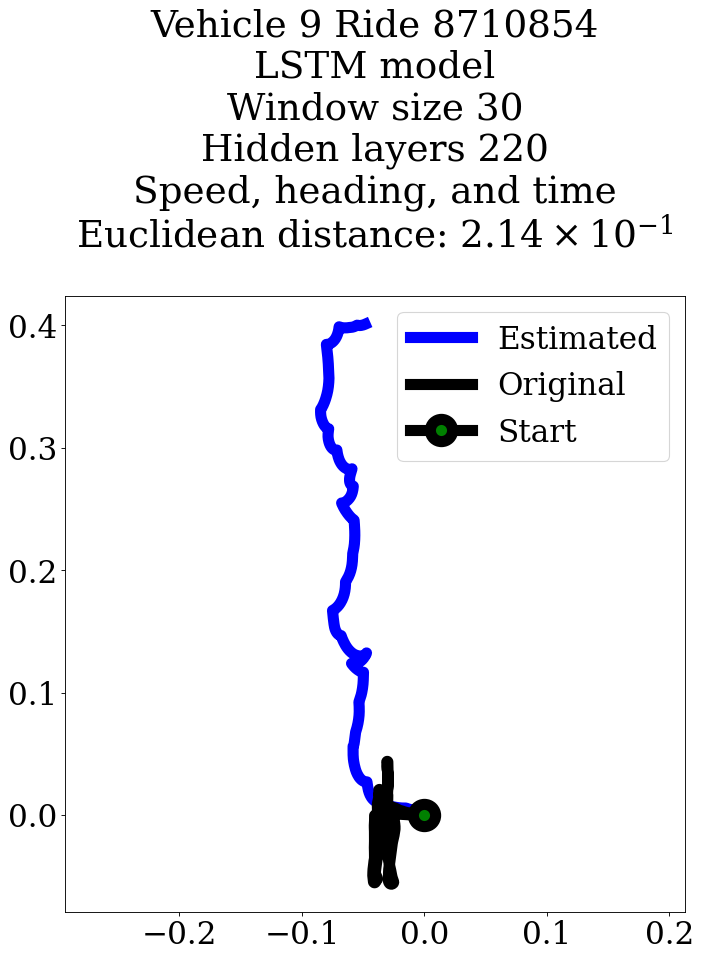 Vehicle 9 Ride 8710854
LSTM model
Window size 30
Hidden layers 220
Speed, heading, and time
Euclidean distance: 2.14 × 10⁻¹
Estimated
Original
Start
0.4
0.3
0.2
0.1
0.0
−0.2
−0.1
0.0
0.1
0.2